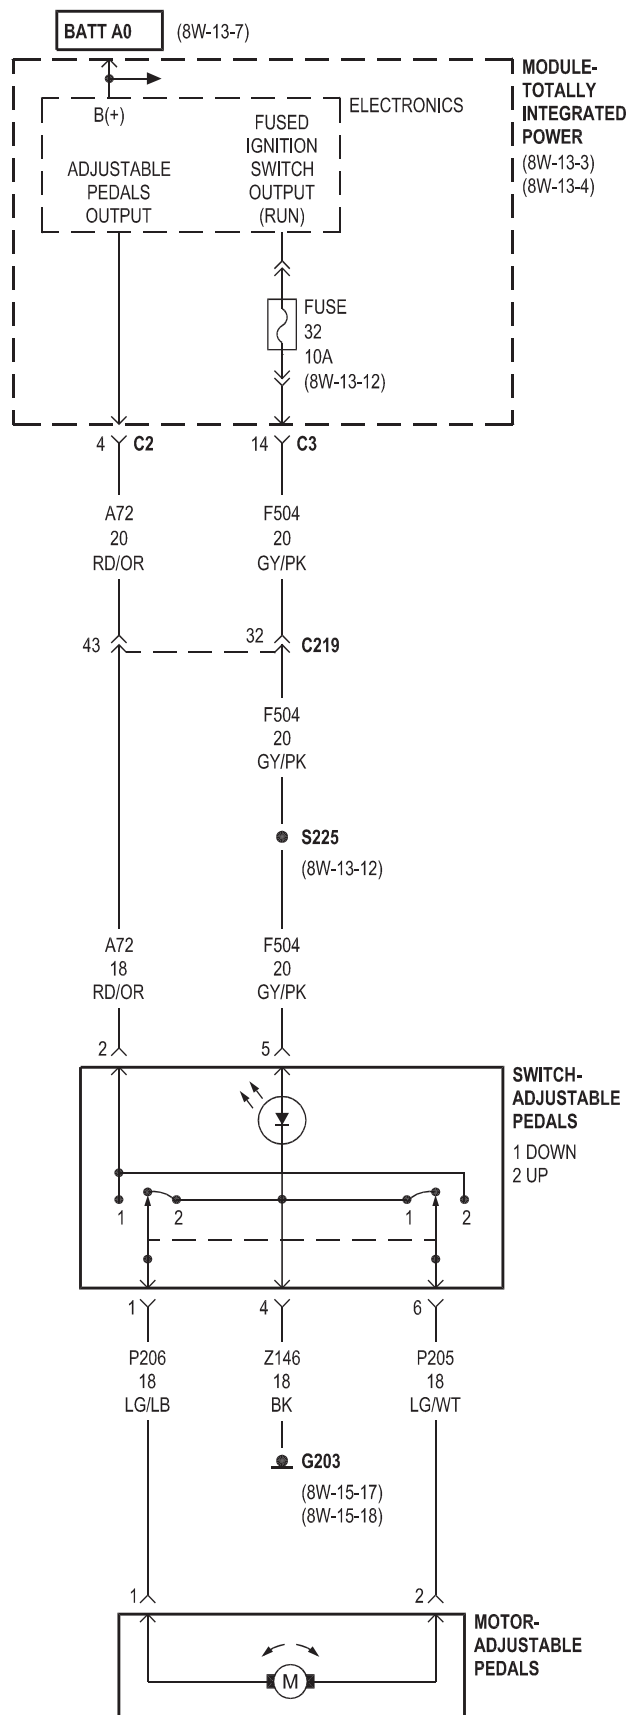 BATT A0 (8W-13-7)
MODULE-
TOTALLY
INTEGRATED
POWER
(8W-13-3)
(8W-13-4)
B(+)
ELECTRONICS
ADJUSTABLE
PEDALS
OUTPUT
FUSED
IGNITION
SWITCH
OUTPUT
(RUN)
FUSE
32
10A
(8W-13-12)
4 C2
14 C3
A72
20
RD/OR
F504
20
GY/PK
43
32 C219
F504
20
GY/PK
S225
(8W-13-12)
A72
18
RD/OR
F504
20
GY/PK
2
5
SWITCH-
ADJUSTABLE
PEDALS
1 DOWN
2 UP
1 2 1 2
1 4 6
P206
18
LG/LB
Z146
18
BK
P205
18
LG/WT
G203
(8W-15-17)
(8W-15-18)
1 2
MOTOR-
ADJUSTABLE
PEDALS
M